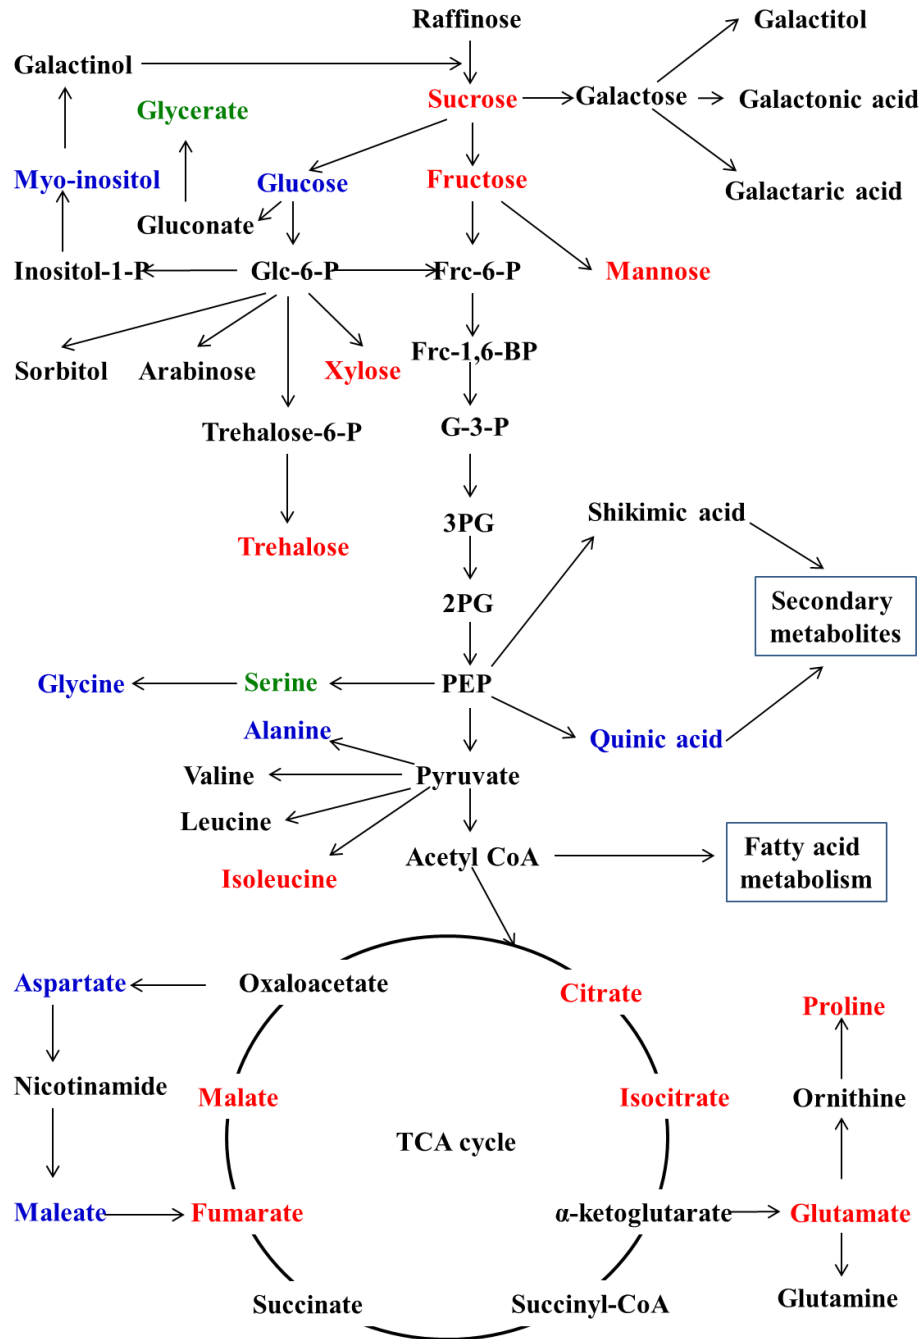 Raffinose
Galactitol
Galactinol
Glycerate
Sucrose
Galactose
Galactonic acid
Myo-inositol
Glucose
Fructose
Galactaric acid
Gluconate
Inositol-1-P
Glc-6-P
Frc-6-P
Mannose
Frc-1,6-BP
Sorbitol
Arabinose
Xylose
Trehalose-6-P
G-3-P
Trehalose
3PG
Shikimic acid
2PG
Secondary
metabolites
Glycine
Serine
PEP
Alanine
Quinic acid
Valine
Pyruvate
Leucine
Isoleucine
Acetyl CoA
Fatty acid
metabolism
Aspartate
Oxaloacetate
Citrate
Proline
Nicotinamide
Malate
Isocitrate
Ornithine
TCA cycle
Maleate
Fumarate
α-ketoglutarate
Glutamate
Succinate
Succinyl-CoA
Glutamine